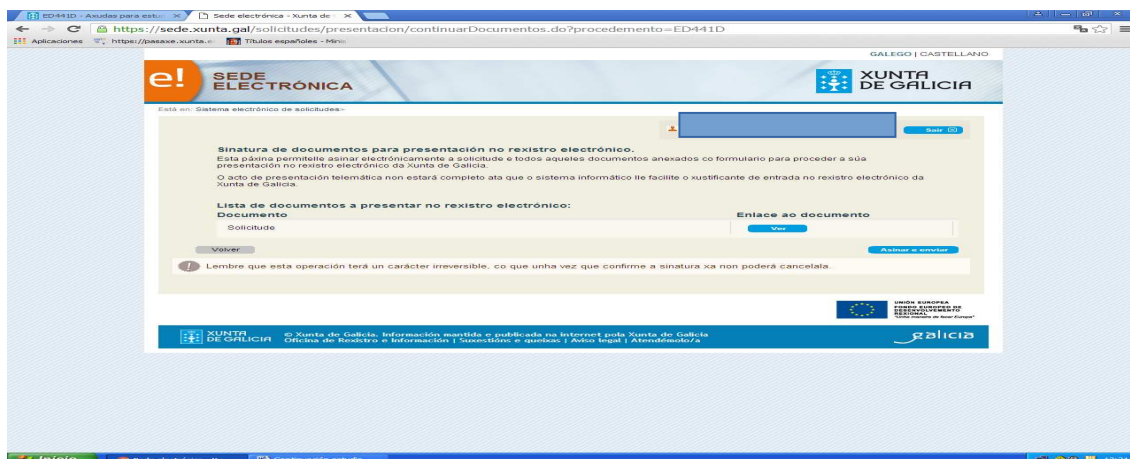 ED441D - Axudas para estu
Sede electrónica - Xunta de
https://sede.xunta.gal/solicitudes/presentacion/continuarDocumentos.do?procedemento=ED441D
Aplicaciones https://pasaxe.xunta.e Títulos españoles - Mini
GALEGO | CASTELLANO
e! SEDE
ELECTRÓNICA
XUNTA
DE GALICIA
Está en: Sistema electrónico de solicitudes>
Sair
Sinatura de documentos para presentación no rexistro electrónico.
Esta páxina permitelle asinar electrónicamente a solicitude e todos aqueles documentos anexados co formulario para proceder a súa
presentación no rexistro electrónico da Xunta de Galicia.
O acto de presentación telemática non estará completo ata que o sistema informático lle facilite o xustificante de entrada no rexistro electrónico da
Xunta de Galicia.
Lista de documentos a presentar no rexistro electrónico:
Documento Enlace ao documento
Solicitude Ver
Volver Asinar e enviar
Lembre que esta operación terá un carácter irreversible, co que unha vez que confirme a sinatura xa non poderá cancelala.
UNIÓN EUROPEA
FONDO EUROPEO DE
DESENVOLVEMENTO
REXIONAL
"Unha maneira de facer Europa"
XUNTA
DE GALICIA
© Xunta de Galicia. Información mantida e publicada na internet pola Xunta de Galicia
Oficina de Rexistro e Información | Suxestións e queixas | Aviso legal | Atendémolo/a
galicia